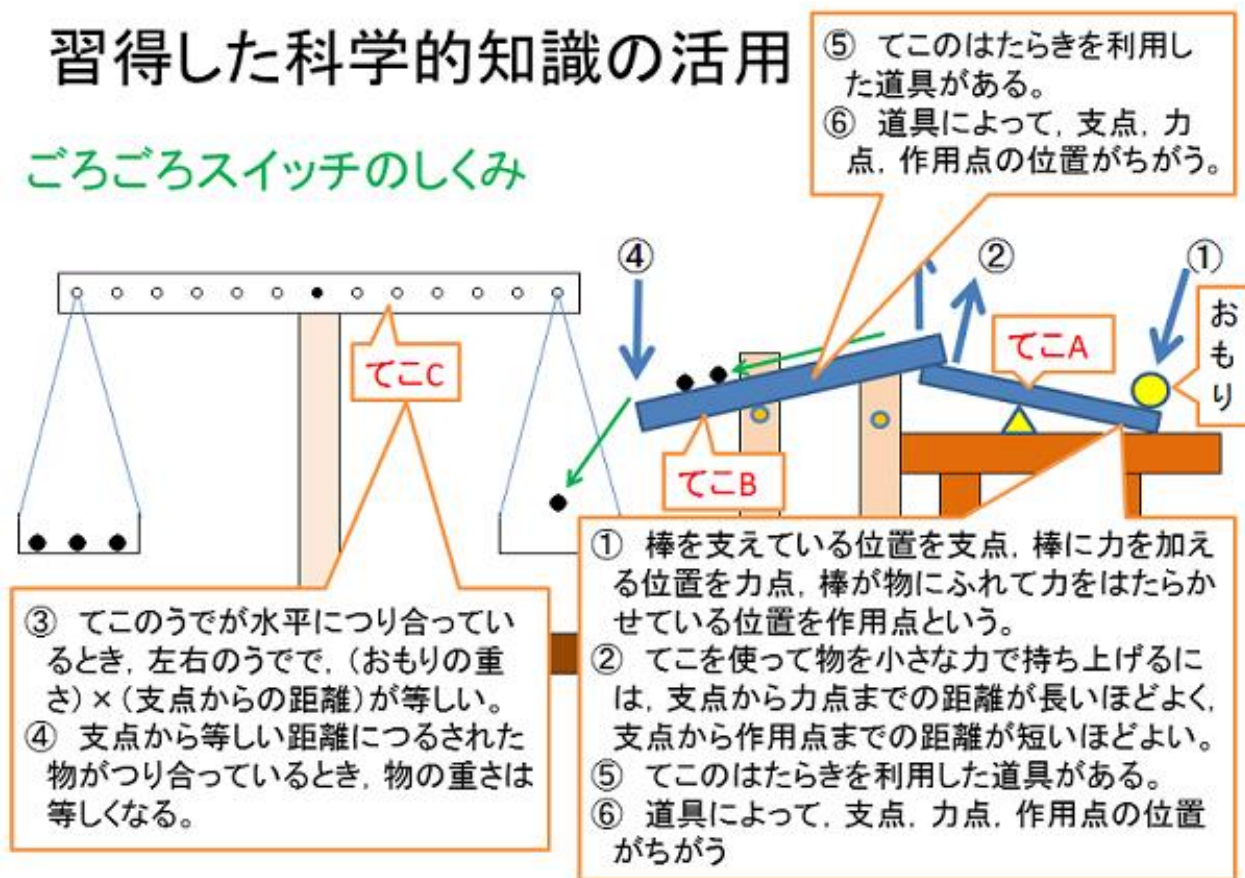 習得した科学的知識の活用
ごろごろスイッチのしくみ
⑤ てこのはたらきを利用し
た道具がある。
⑥ 道具によって, 支点, 力
点, 作用点の位置がちがう。
④
②
①
おもり
てこA
てこB
てこC
③ てこのうでが水平につり合ってい
るとき, 左右のうでで, (おもりの重
さ)×(支点からの距離)が等しい。
④ 支点から等しい距離につるされた
物がつり合っているとき, 物の重さは
等しくなる。
① 棒を支えている位置を支点, 棒に力を加え
る位置を力点, 棒が物にふれて力をはたらか
せている位置を作用点という。
② てこを使って物を小さな力で持ち上げるに
は, 支点から力点までの距離が長いほどよく,
支点から作用点までの距離が短いほどよい。
⑤ てこのはたらきを利用した道具がある。
⑥ 道具によって, 支点, 力点, 作用点の位置
がちがう